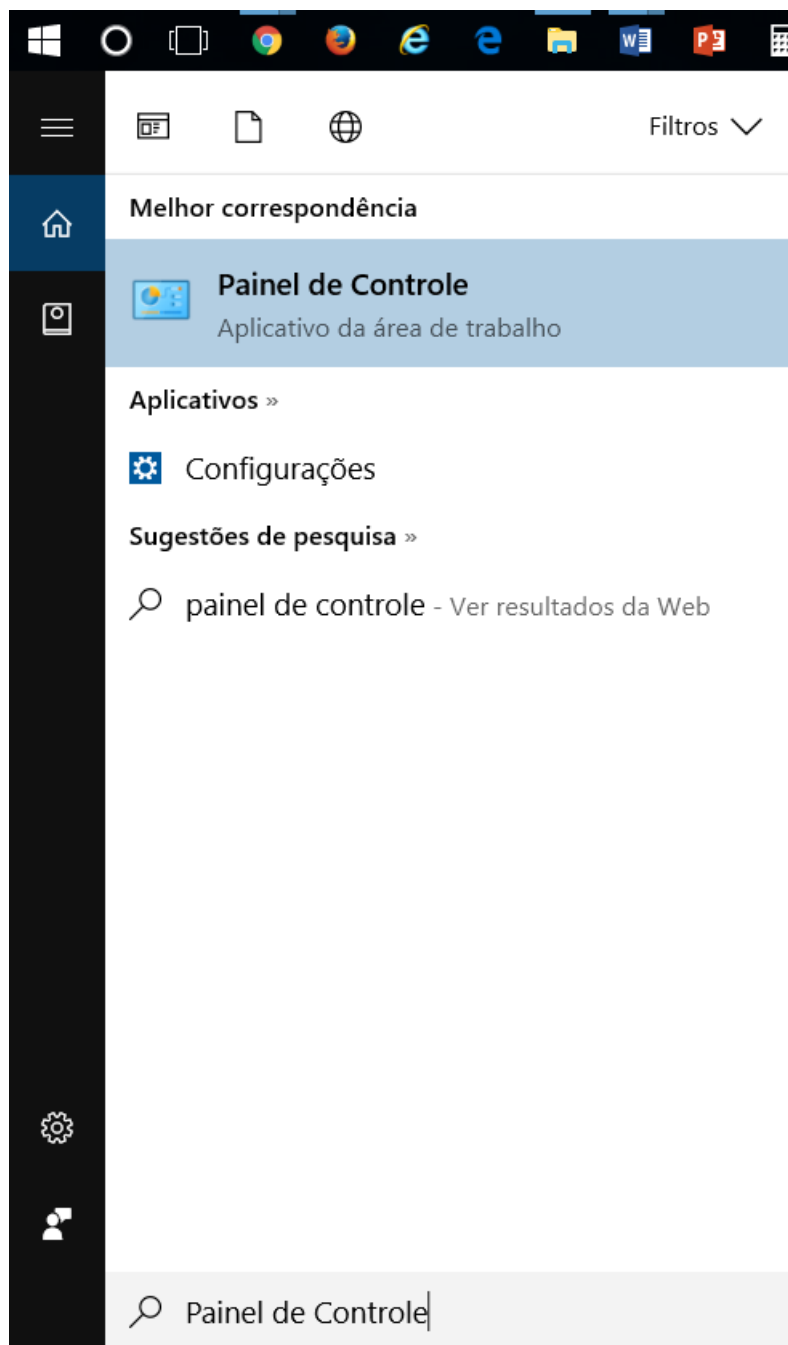 Filtros
Melhor correspondência
Painel de Controle
Aplicativo da área de trabalho
Aplicativos »
Configurações
Sugestões de pesquisa »
painel de controle - Ver resultados da Web
Painel de Controle